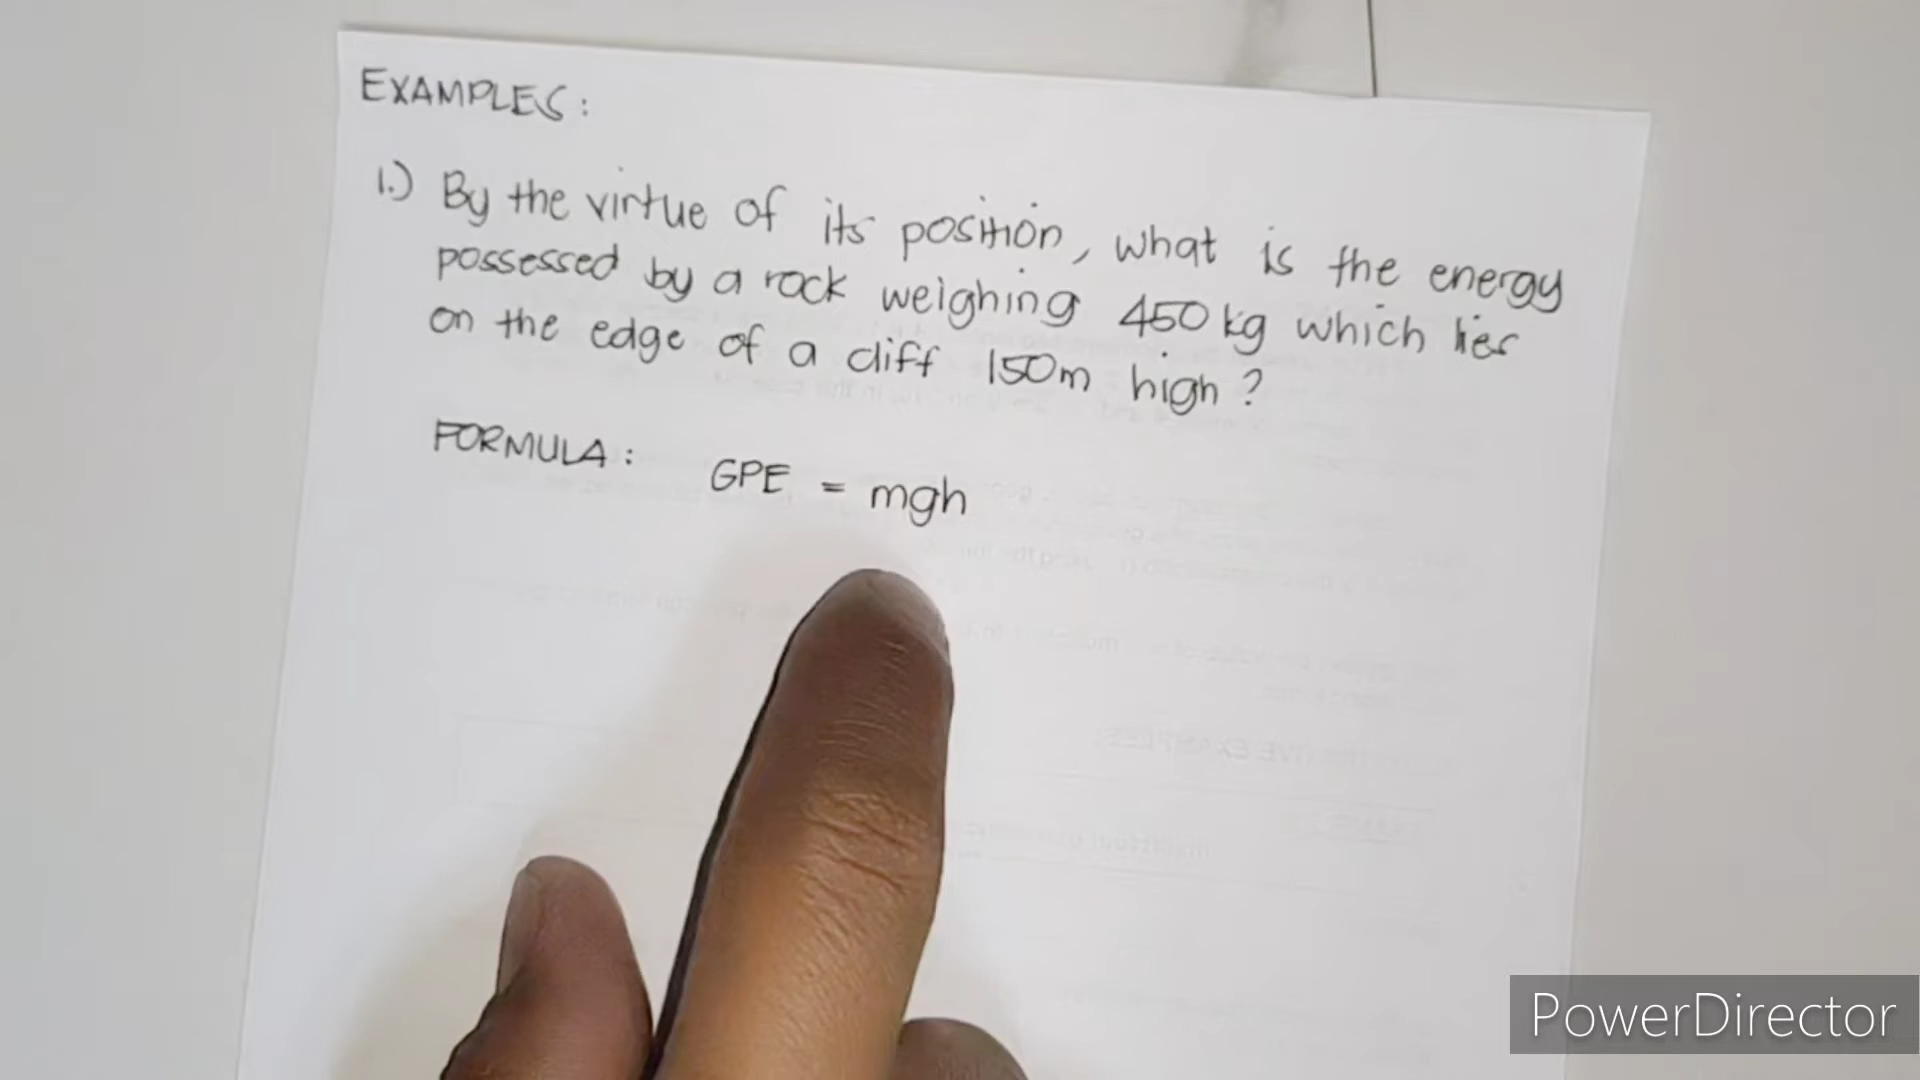 EXAMPLES:
1.) By the virtue of its position, what is the energy
possessed by a rock weighing 450 kg which lies
on the edge of a cliff 150m high?
FORMULA: GPE = mgh
PowerDirector